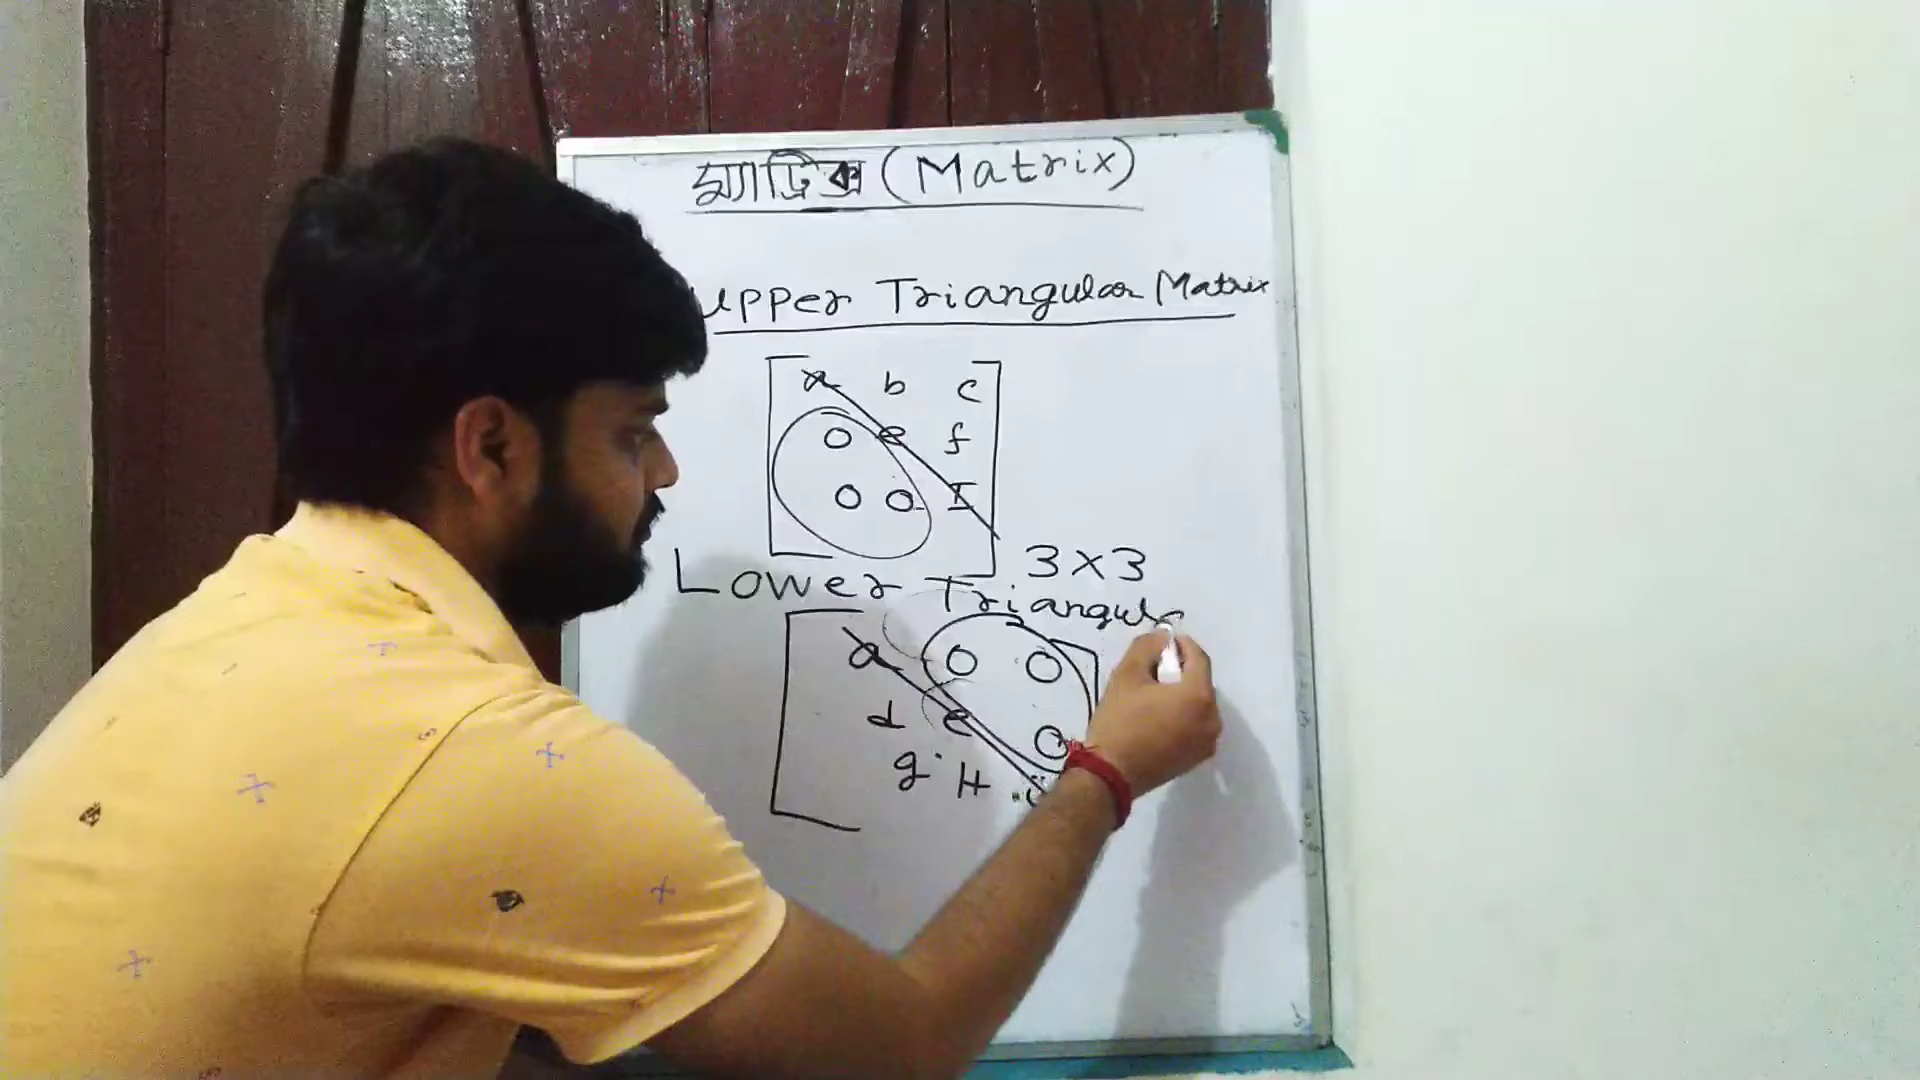 ম্যাট্রিক্স (Matrix)
Upper Triangular Matrix
a b c
0 e f
0 0 I
3×3
Lower Triangula
a 0 0
d e 0
g H i